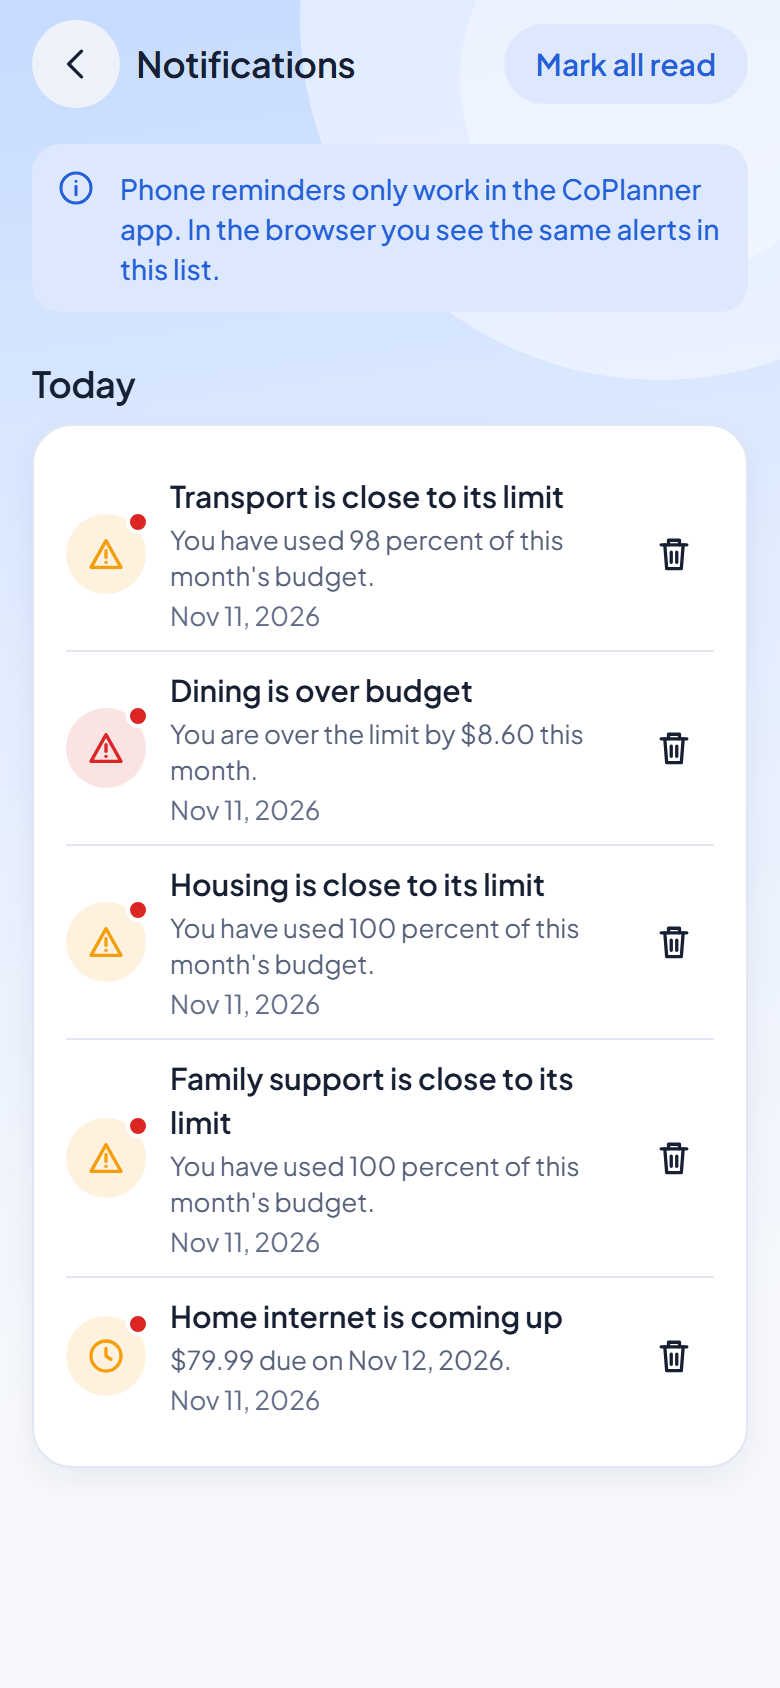 Notifications
Mark all read
Phone reminders only work in the CoPlanner
app. In the browser you see the same alerts in
this list.
Today
Transport is close to its limit
You have used 98 percent of this
month's budget.
Nov 11, 2026
Dining is over budget
You are over the limit by $8.60 this
month.
Nov 11, 2026
Housing is close to its limit
You have used 100 percent of this
month's budget.
Nov 11, 2026
Family support is close to its
limit
You have used 100 percent of this
month's budget.
Nov 11, 2026
Home internet is coming up
$79.99 due on Nov 12, 2026.
Nov 11, 2026